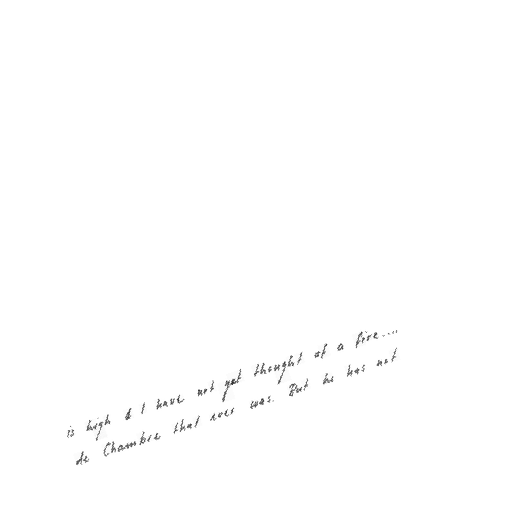 is high & I have not yet thought of a fire....
de Chambre that ever was. But he has not